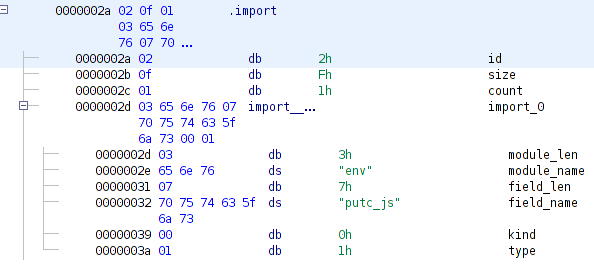 0000002a 02 0f 01 .import
03 65 6e
76 07 70 ...
0000002a 02 db 2h id
0000002b 0f db Fh size
0000002c 01 db 1h count
0000002d 03 65 6e 76 07 import__... import_0
70 75 74 63 5f
6a 73 00 01
0000002d 03 db 3h module_len
0000002e 65 6e 76 ds "env" module_name
00000031 07 db 7h field_len
00000032 70 75 74 63 5f ds "putc_js" field_name
6a 73
00000039 00 db 0h kind
0000003a 01 db 1h type